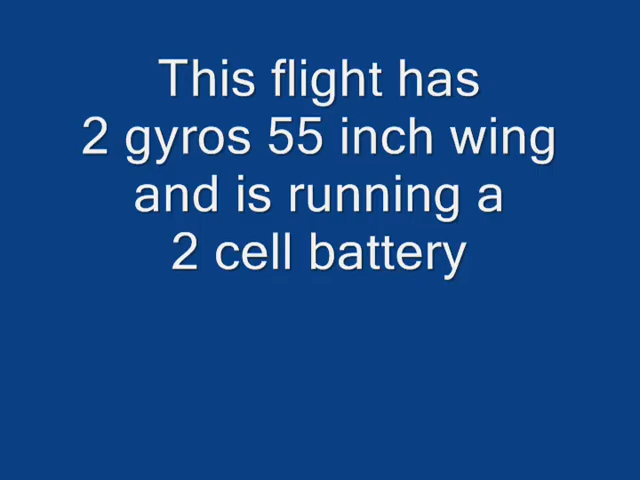 This flight has
2 gyros 55 inch wing
and is running a
2 cell battery